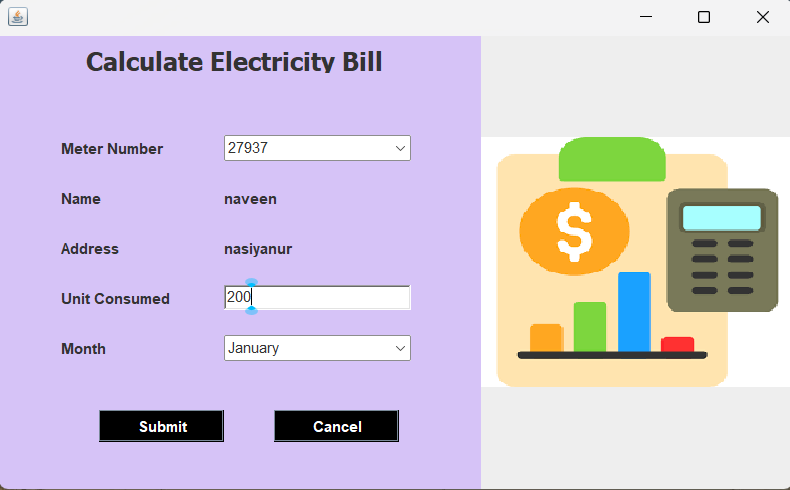 Calculate Electricity Bill
Meter Number 27937
Name naveen
Address nasiyanur
Unit Consumed 200
Month January
Submit Cancel
$